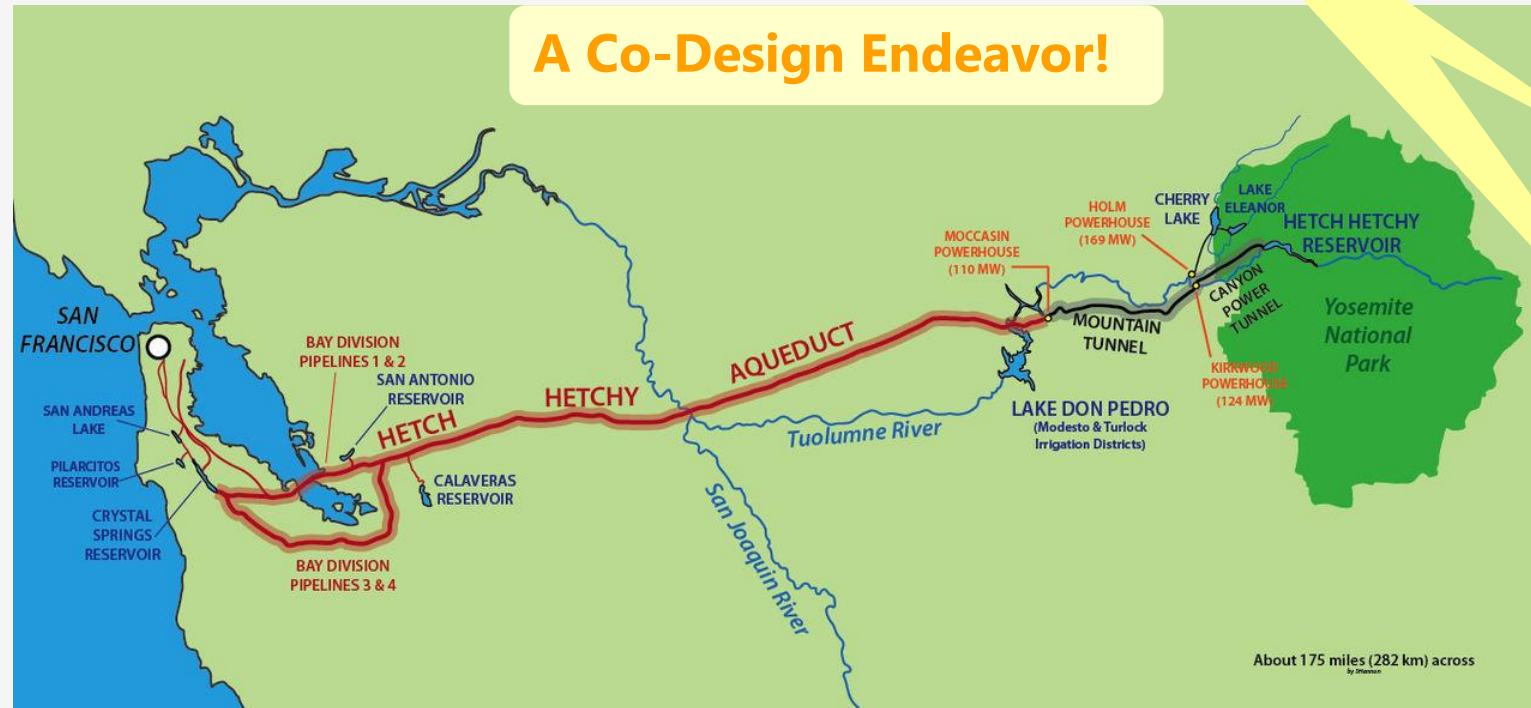 A Co-Design Endeavor!
HOLM
POWERHOUSE
(169 MW)
CHERRY
LAKE
LAKE
ELEANOR
HETCH HETCHY
RESERVOIR
MOCCASIN
POWERHOUSE
(110 MW)
CANYON
POWER
TUNNEL
MOUNTAIN
TUNNEL
Yosemite
National
Park
KIRKWOOD
POWERHOUSE
(124 MW)
SAN
FRANCISCO
BAY DIVISION
PIPELINES 1 & 2
SAN ANTONIO
RESERVOIR
HETCH
HETCHY
AQUEDUCT
LAKE DON PEDRO
(Modesto & Turlock
Irrigation Districts)
Tuolumne River
SAN ANDREAS
LAKE
PILARCITOS
RESERVOIR
CRYSTAL
SPRINGS
RESERVOIR
CALAVERAS
RESERVOIR
San Joaquin River
BAY DIVISION
PIPELINES 3 & 4
About 175 miles (282 km) across